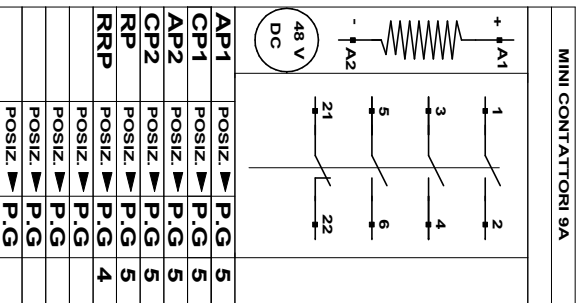 MINI CONTATTORI 9A
+ A1
1 2
3 4
5 6
- A2
21 22
48 V
DC
AP1 POSIZ. ► P.G 5
CP1 POSIZ. ► P.G 5
AP2 POSIZ. ► P.G 5
CP2 POSIZ. ► P.G 5
RP POSIZ. ► P.G 5
RRP POSIZ. ► P.G 4
POSIZ. ► P.G
POSIZ. ► P.G
POSIZ. ► P.G
POSIZ. ► P.G